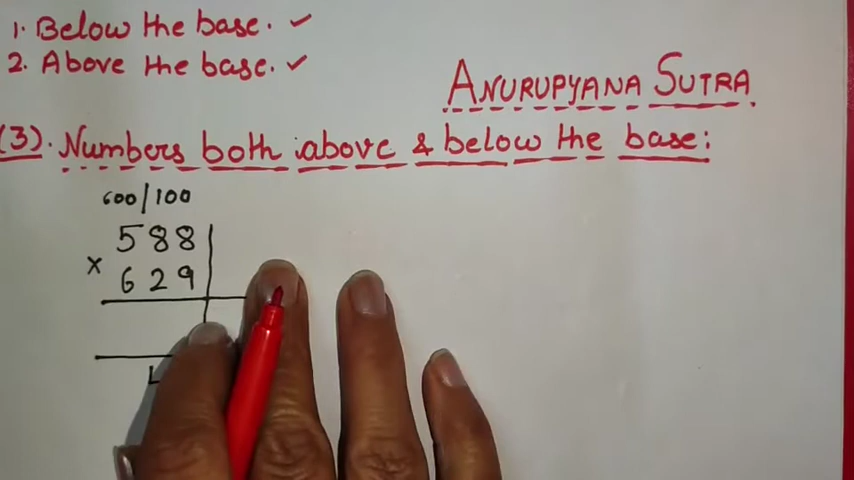 1. Below the base. ✓
2. Above the base. ✓
ANURUPYANA SUTRA
(3). Numbers both above & below the base:
600/100
588
x 629
L